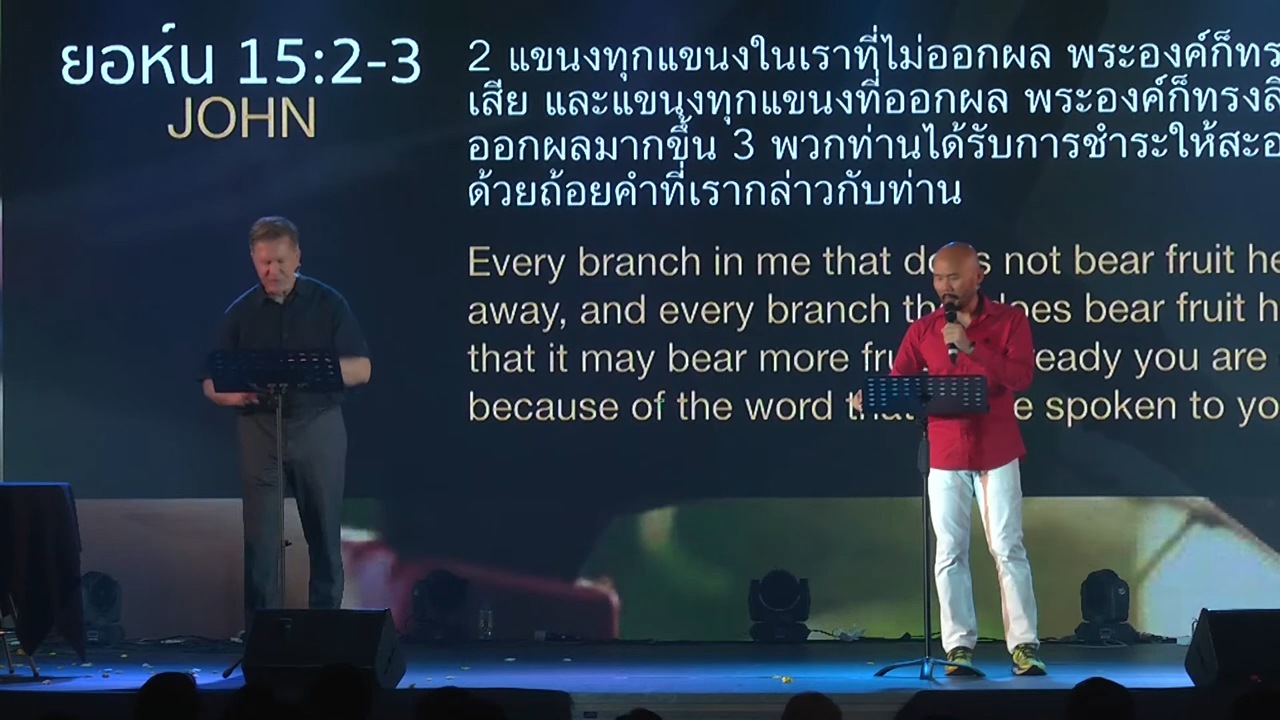 ยอห์น 15:2-3
JOHN
2 แขนงทุกแขนงในเราที่ไม่ออกผล พระองค์ก็ทร
เสีย และแขนงทุกแขนงที่ออกผล พระองค์ก็ทรงลิ
ออกผลมากขึ้น 3 พวกท่านได้รับการชำระให้สะอ
ด้วยถ้อยคำที่เรากล่าวกับท่าน
Every branch in me that does not bear fruit he
away, and every branch that does bear fruit h
that it may bear more fru ready you are
because of the word that e spoken to yo